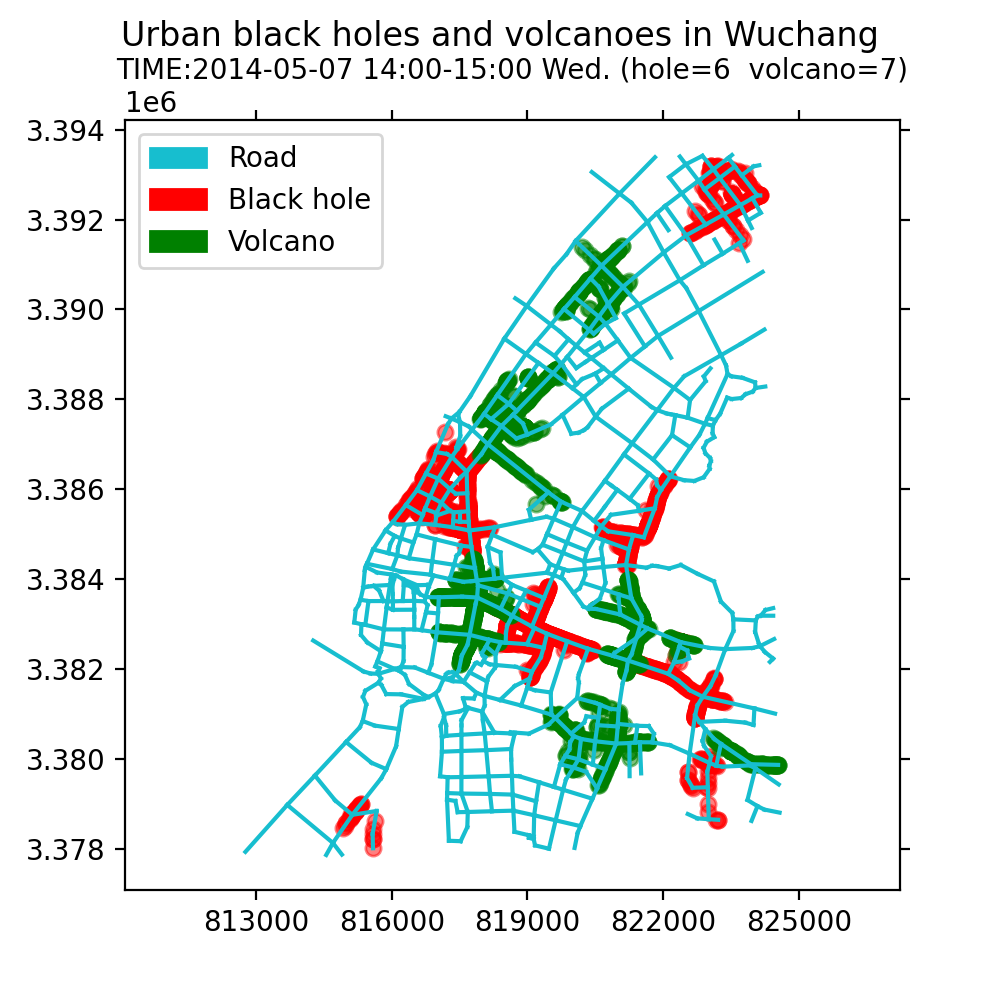 Urban black holes and volcanoes in Wuchang
TIME:2014-05-07 14:00-15:00 Wed. (hole=6  volcano=7)
1e6
3.394
Road
Black hole
3.392
Volcano
3.390
3.388
3.386
3.384
3.382
3.380
3.378
813000 816000 819000 822000 825000